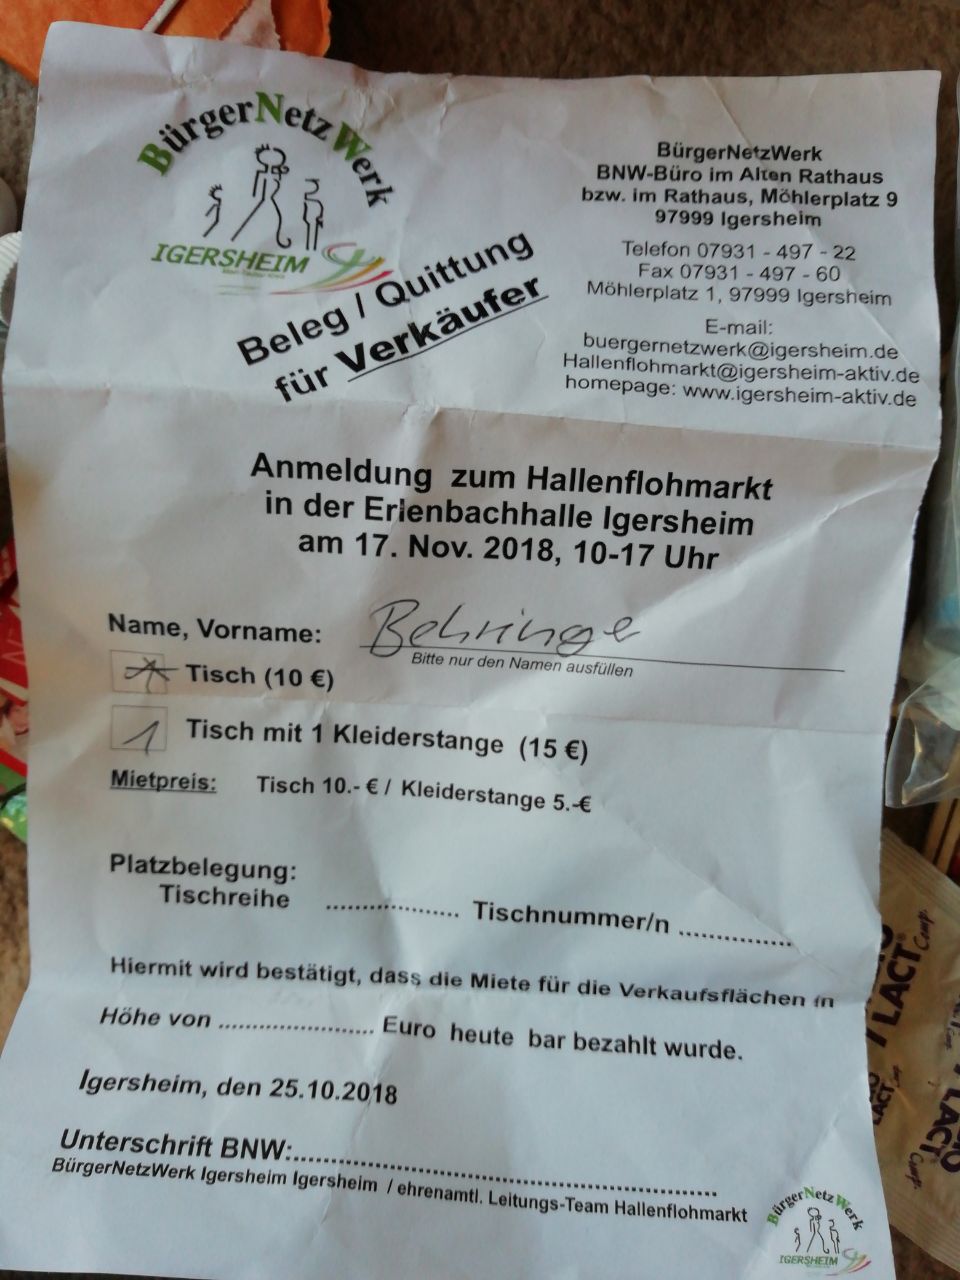 BürgerNetzWerk
IGERSHEIM
Beleg / Quittung
für Verkäufer
BürgerNetzWerk
BNW-Büro im Alten Rathaus
bzw. im Rathaus, Möhlerplatz 9
97999 Igersheim
Telefon 07931 - 497 - 22
Fax 07931 - 497 - 60
Möhlerplatz 1, 97999 Igersheim
E-mail:
buergernetzwerk@igersheim.de
Hallenflohmarkt@igersheim-aktiv.de
homepage: www.igersheim-aktiv.de
Anmeldung zum Hallenflohmarkt
in der Erlenbachhalle Igersheim
am 17. Nov. 2018, 10-17 Uhr
Name, Vorname: Behringe
Bitte nur den Namen ausfüllen
Tisch (10 €)
1 Tisch mit 1 Kleiderstange (15 €)
Mietpreis: Tisch 10.- € / Kleiderstange 5.-€
Platzbelegung:
Tischreihe .................... Tischnummer/n .................
Hiermit wird bestätigt, dass die Miete für die Verkaufsflächen in
Höhe von ....................... Euro heute bar bezahlt wurde.
Igersheim, den 25.10.2018
Unterschrift BNW:................................................................
BürgerNetzWerk Igersheim Igersheim / ehrenamtl. Leitungs-Team Hallenflohmarkt
BürgerNetzWerk
IGERSHEIM
LACT
Comp.
LACT
LACT
Comp.